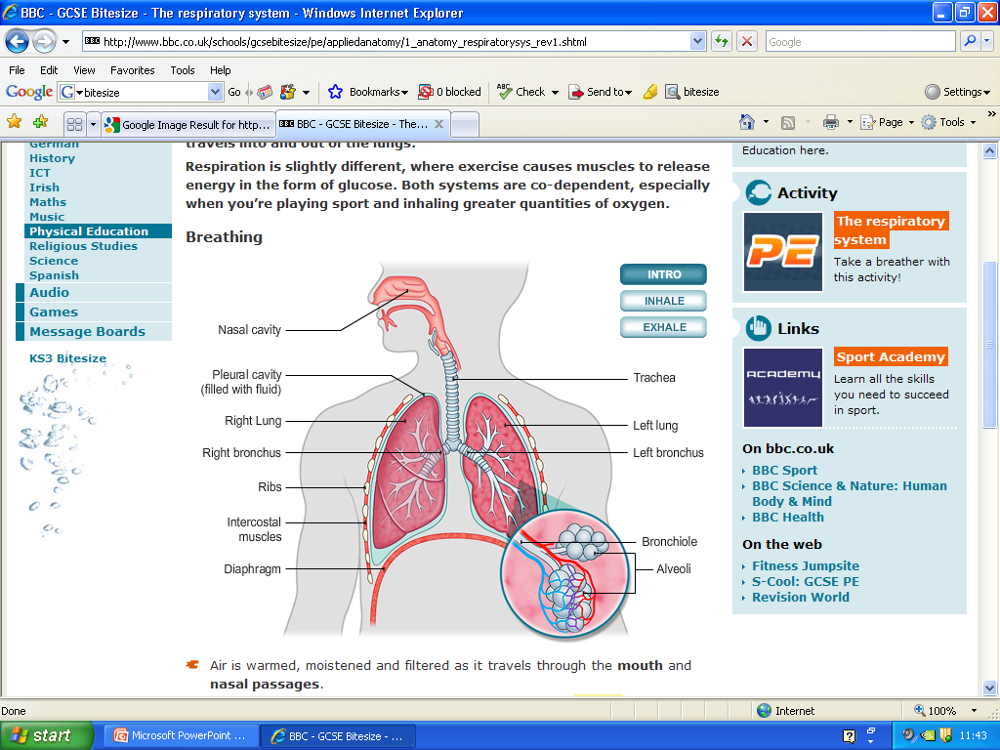 BBC - GCSE Bitesize - The respiratory system - Windows Internet Explorer
http://www.bbc.co.uk/schools/gcsebitesize/pe/appliedanatomy/1_anatomy_respiratorysys_rev1.shtml
Google
File Edit View Favorites Tools Help
Google bitesize Go Bookmarks 0 blocked Check Send to bitesize Settings
Google Image Result for http...
BBC - GCSE Bitesize - The...
Page Tools
German
History
ICT
Irish
Maths
Music
Physical Education
Religious Studies
Science
Spanish
Audio
Games
Message Boards
KS3 Bitesize
travels into and out of the lungs.
Respiration is slightly different, where exercise causes muscles to release
energy in the form of glucose. Both systems are co-dependent, especially
when you're playing sport and inhaling greater quantities of oxygen.
Breathing
INTRO
INHALE
EXHALE
Nasal cavity
Pleural cavity
(filled with fluid)
Right Lung
Right bronchus
Ribs
Intercostal
muscles
Diaphragm
Trachea
Left lung
Left bronchus
Bronchiole
Alveoli
Air is warmed, moistened and filtered as it travels through the mouth and
nasal passages.
Education here.
Activity
PE
The respiratory
system
Take a breather with
this activity!
Links
ACADEMY
Sport Academy
Learn all the skills
you need to succeed
in sport.
On bbc.co.uk
BBC Sport
BBC Science & Nature: Human
Body & Mind
BBC Health
On the web
Fitness Jumpsite
S-Cool: GCSE PE
Revision World
Done
Internet
100%
start
Microsoft PowerPoint ...
BBC - GCSE Bitesize - ...
11:43